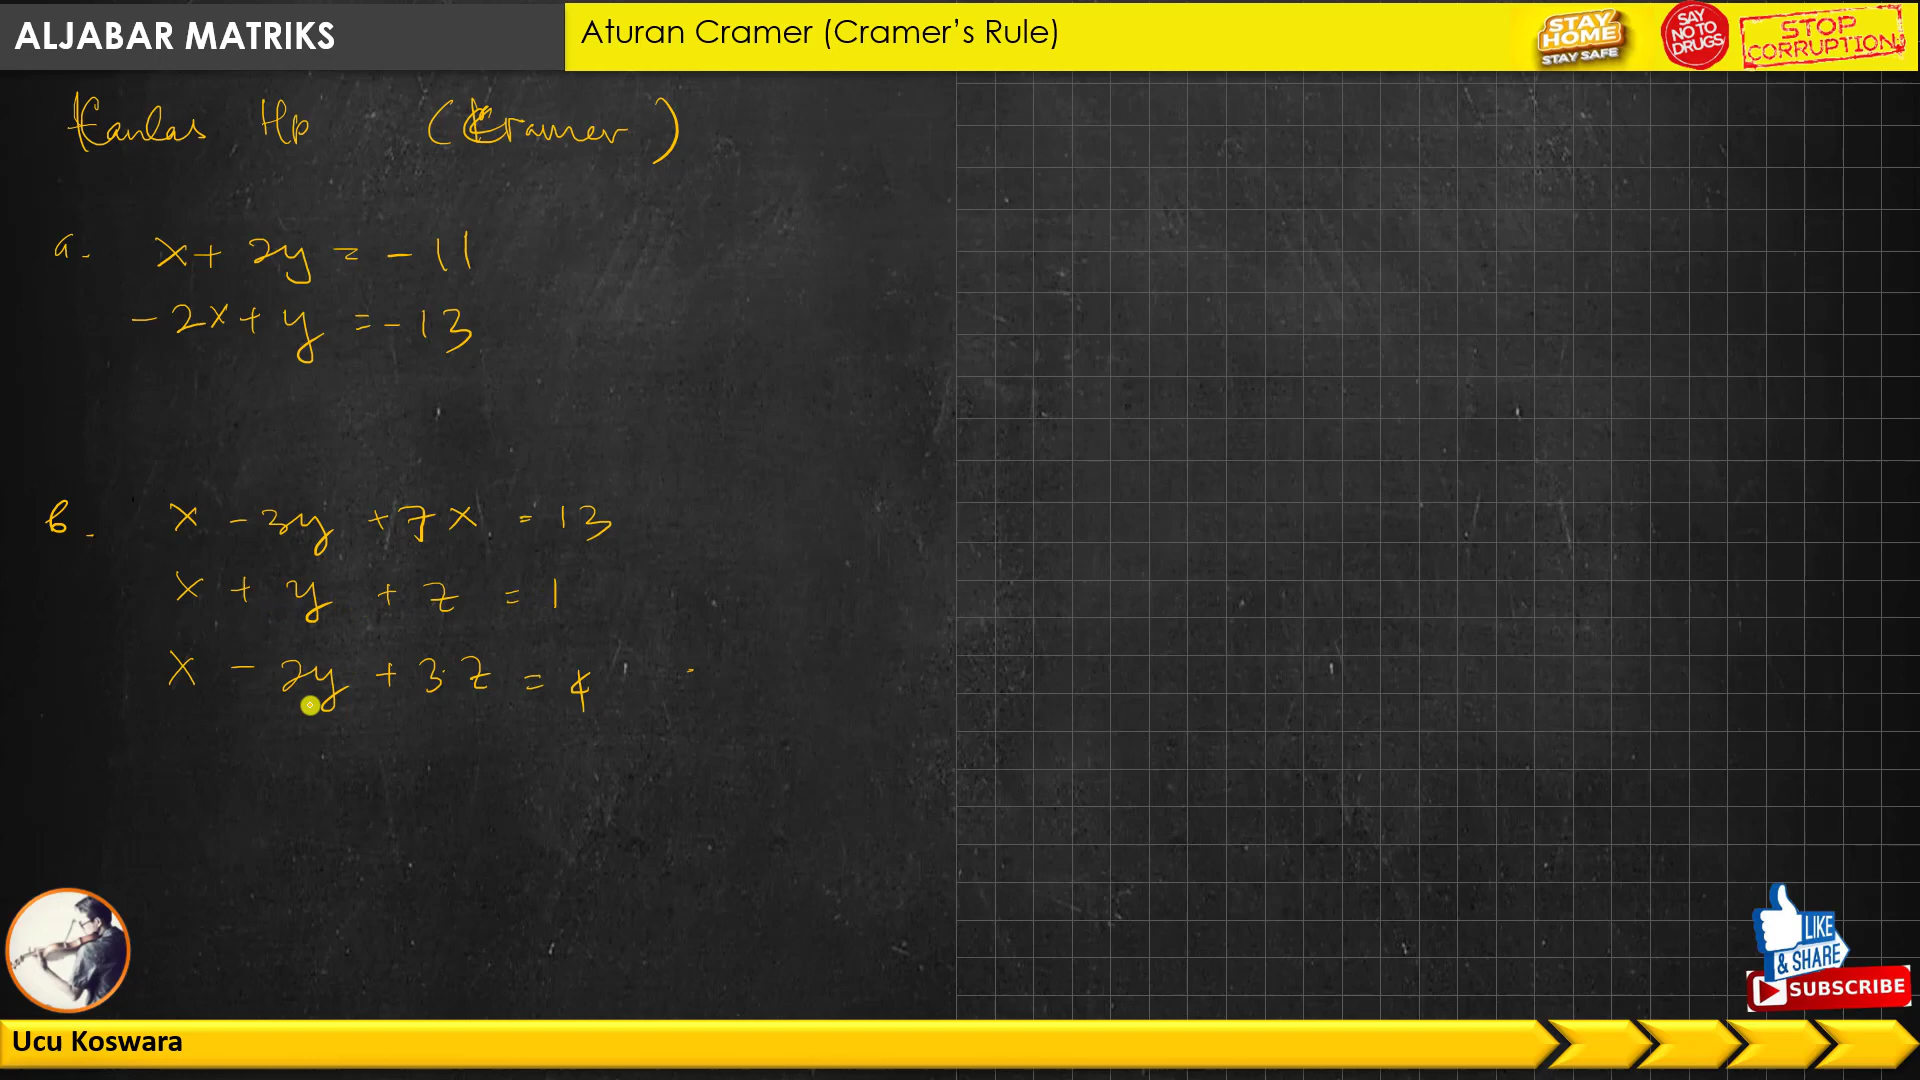 ALJABAR MATRIKS
Aturan Cramer (Cramer's Rule)
STAY
HOME
STAY SAFE
SAY
NO TO
DRUGS
STOP
CORRUPTION
Hp (Cramer)
a. x + 2y = -11
-2x + y = -13
b. x - 3y + 7x = 13
x + y + z = 1
x - 2y + 3z = 4
LIKE
& SHARE
SUBSCRIBE
Ucu Koswara